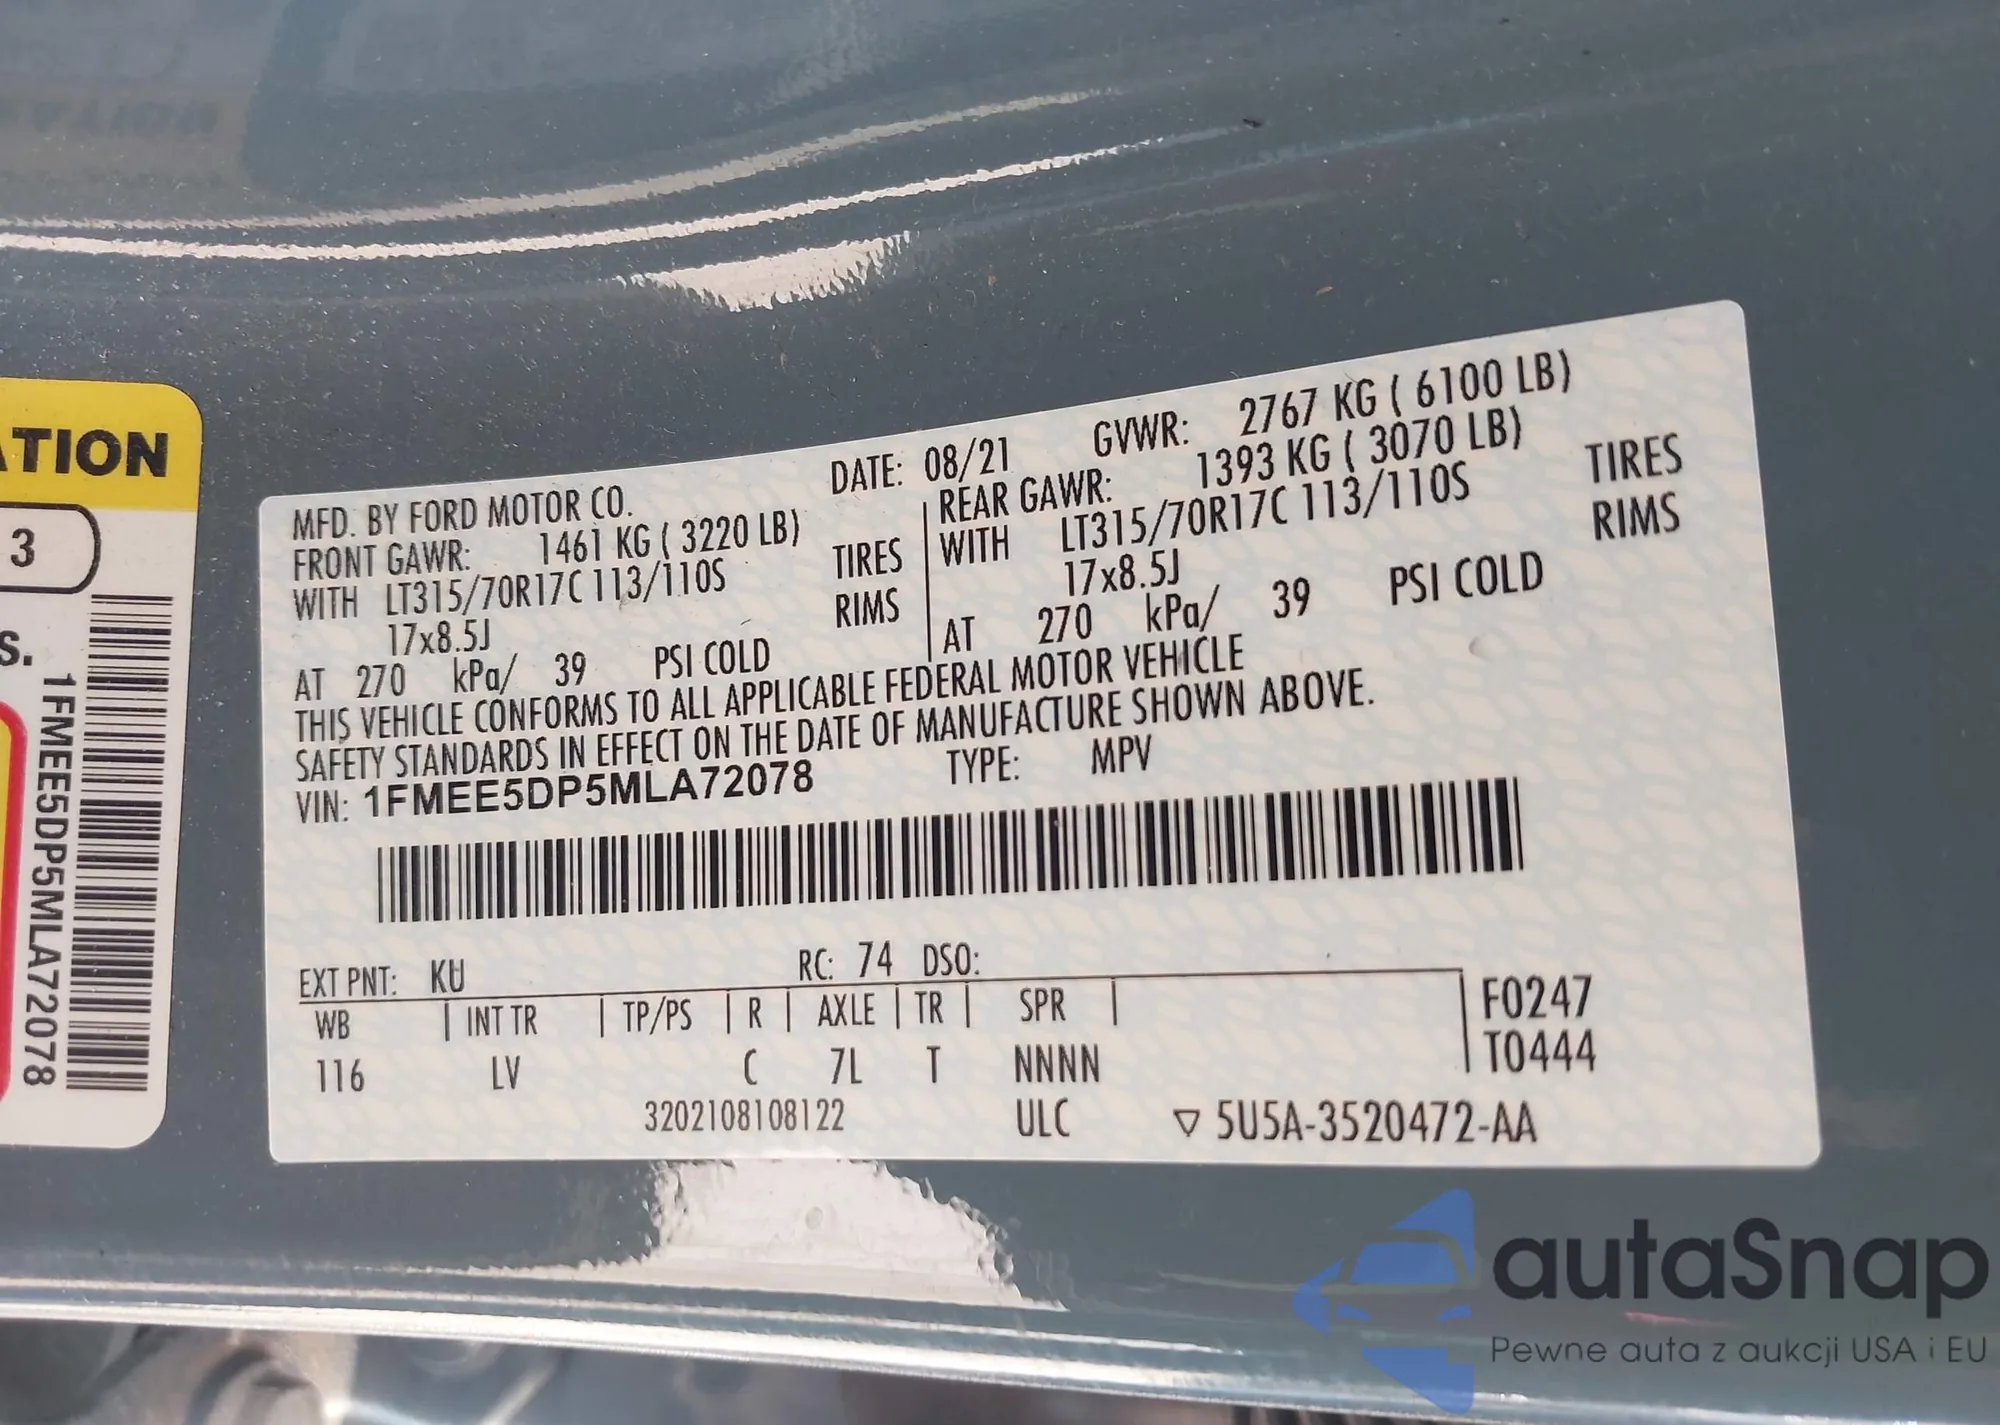 ATION
3
S.
1FMEE5DP5MLA72078
MFD. BY FORD MOTOR CO. DATE: 08/21 GVWR: 2767 KG ( 6100 LB)
FRONT GAWR: 1461 KG ( 3220 LB) REAR GAWR: 1393 KG ( 3070 LB)
WITH LT315/70R17C 113/110S TIRES WITH LT315/70R17C 113/110S TIRES
17x8.5J RIMS 17x8.5J RIMS
AT 270 kPa/ 39 PSI COLD AT 270 kPa/ 39 PSI COLD
THIS VEHICLE CONFORMS TO ALL APPLICABLE FEDERAL MOTOR VEHICLE
SAFETY STANDARDS IN EFFECT ON THE DATE OF MANUFACTURE SHOWN ABOVE.
VIN: 1FMEE5DP5MLA72078 TYPE: MPV
EXT PNT: KU RC: 74 DSO:
WB INT TR TP/PS R AXLE TR SPR F0247
116 LV C 7L T NNNN T0444
3202108108122 ULC ▽ 5U5A-3520472-AA
autaSnap
Pewne auta z aukcji USA i EU